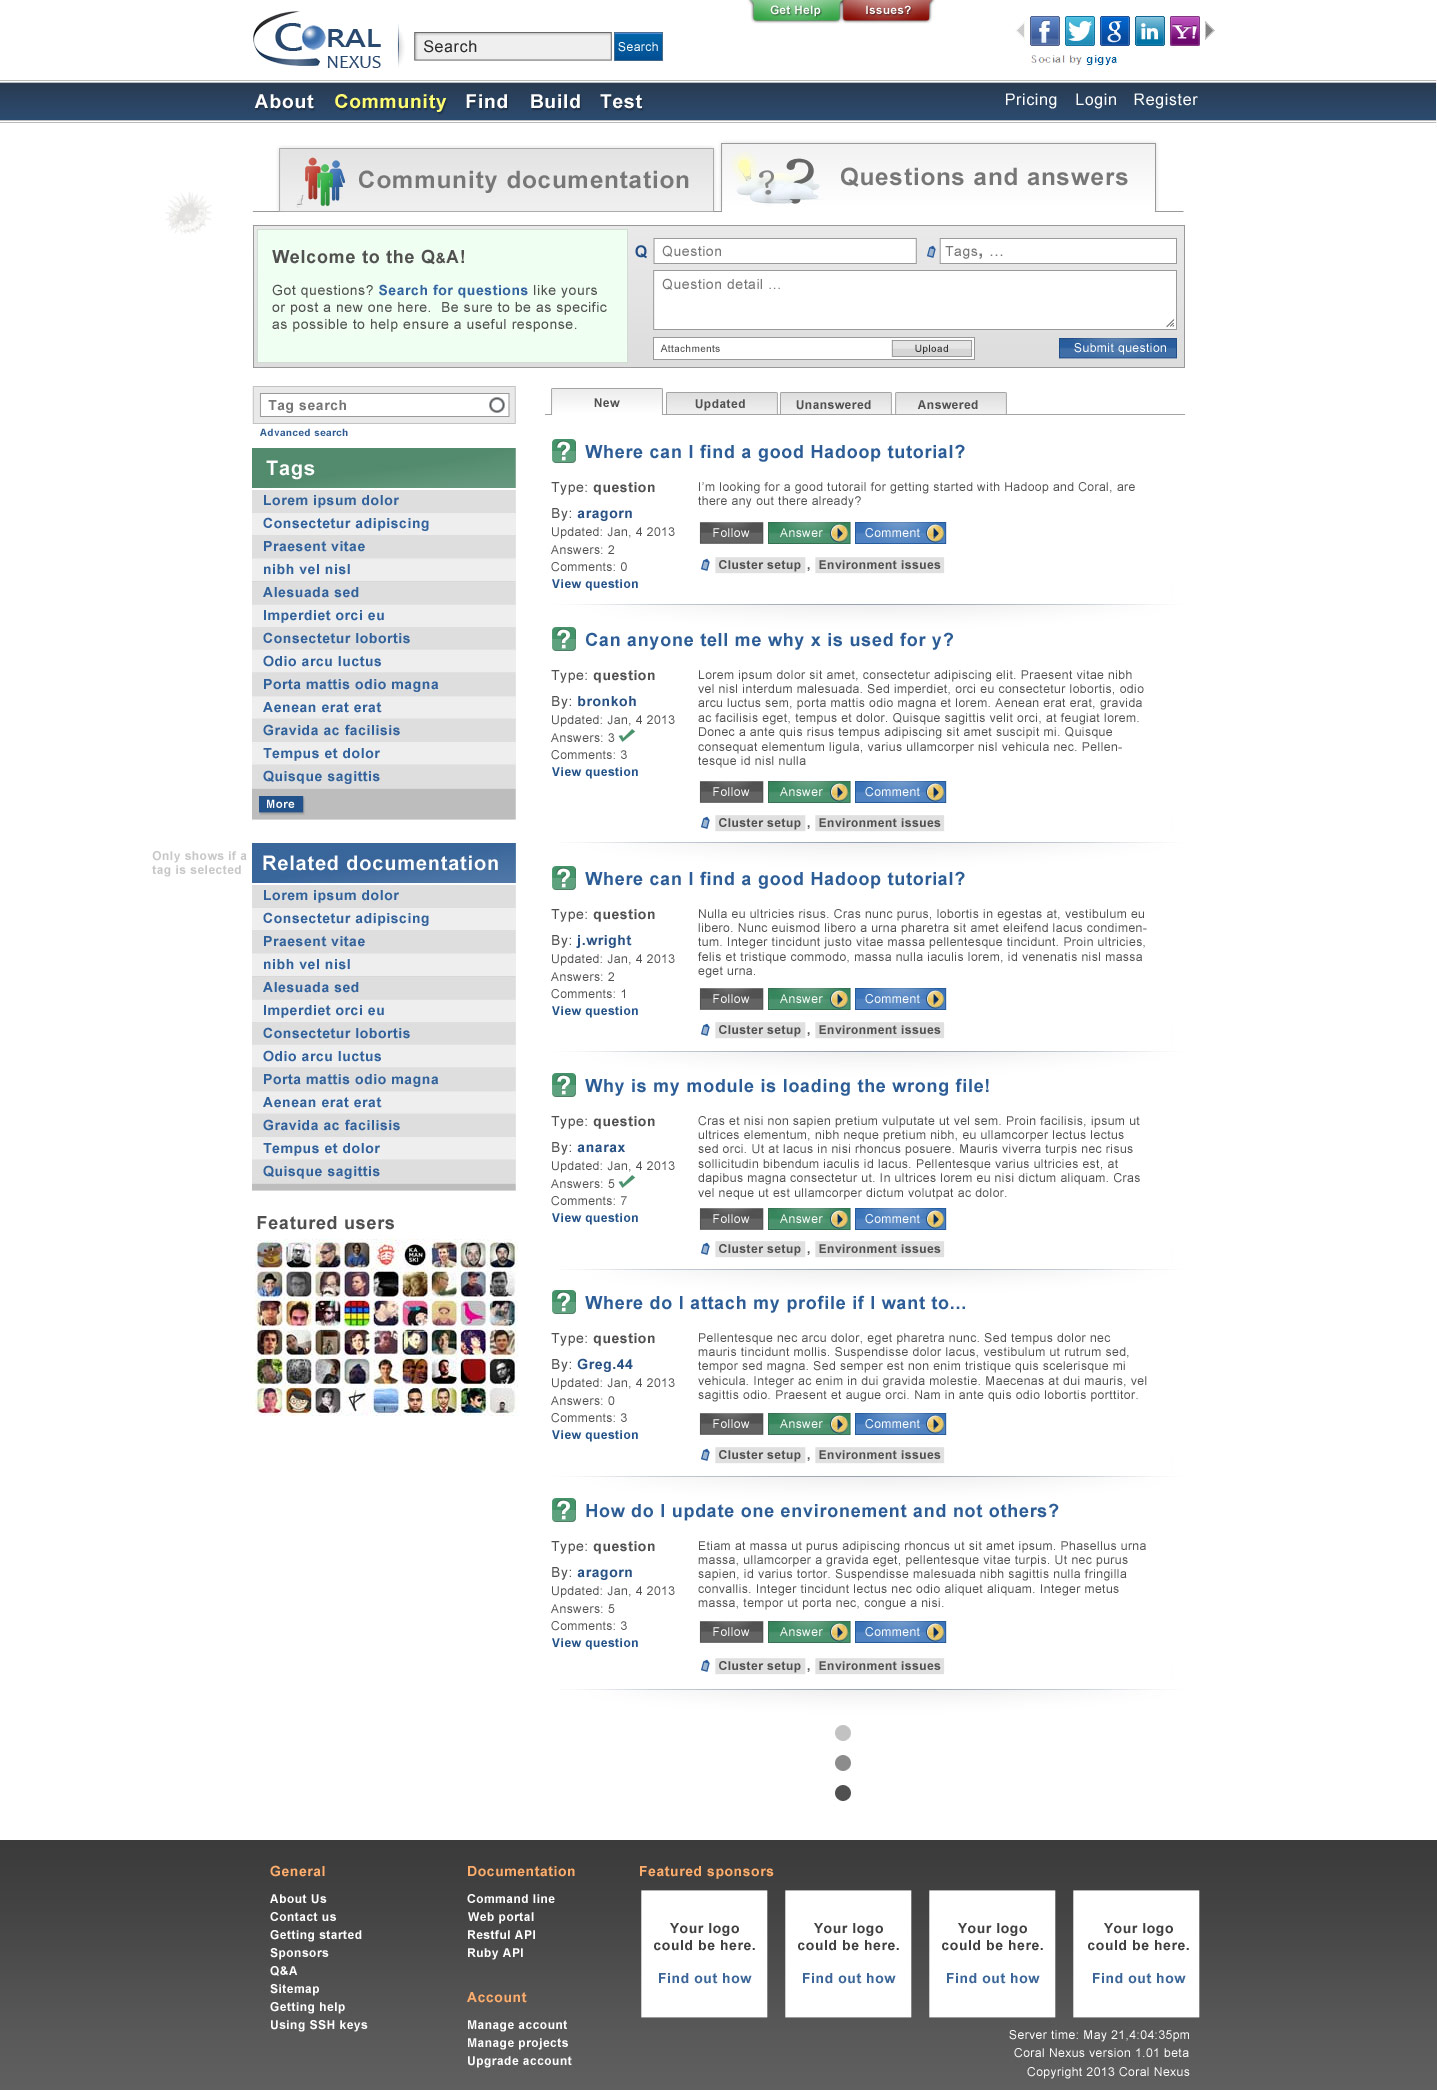 Get Help
Issues?
CORAL
NEXUS
Search
Search
Social by gigya
About Community Find Build Test
Pricing Login Register
Community documentation
Questions and answers
Welcome to the Q&A!
Got questions? Search for questions like yours
or post a new one here. Be sure to be as specific
as possible to help ensure a useful response.
Q Question
Tags, ...
Question detail ...
Attachments
Upload
Submit question
Tag search
Advanced search
Tags
Lorem ipsum dolor
Consectetur adipiscing
Praesent vitae
nibh vel nisl
Alesuada sed
Imperdiet orci eu
Consectetur lobortis
Odio arcu luctus
Porta mattis odio magna
Aenean erat erat
Gravida ac facilisis
Tempus et dolor
Quisque sagittis
More
Only shows if a
tag is selected
Related documentation
Lorem ipsum dolor
Consectetur adipiscing
Praesent vitae
nibh vel nisl
Alesuada sed
Imperdiet orci eu
Consectetur lobortis
Odio arcu luctus
Porta mattis odio magna
Aenean erat erat
Gravida ac facilisis
Tempus et dolor
Quisque sagittis
Featured users
KA
MAN
SKI
New
Updated
Unanswered
Answered
Where can I find a good Hadoop tutorial?
Type: question
By: aragorn
Updated: Jan, 4 2013
Answers: 2
Comments: 0
View question
I'm looking for a good tutorail for getting started with Hadoop and Coral, are
there any out there already?
Follow Answer Comment
Cluster setup , Environment issues
Can anyone tell me why x is used for y?
Type: question
By: bronkoh
Updated: Jan, 4 2013
Answers: 3
Comments: 3
View question
Lorem ipsum dolor sit amet, consectetur adipiscing elit. Praesent vitae nibh
vel nisl interdum malesuada. Sed imperdiet, orci eu consectetur lobortis, odio
arcu luctus sem, porta mattis odio magna et lorem. Aenean erat erat, gravida
ac facilisis eget, tempus et dolor. Quisque sagittis velit orci, at feugiat lorem.
Donec a ante quis risus tempus adipiscing sit amet suscipit mi. Quisque
consequat elementum ligula, varius ullamcorper nisl vehicula nec. Pellen-
tesque id nisl nulla
Follow Answer Comment
Cluster setup , Environment issues
Where can I find a good Hadoop tutorial?
Type: question
By: j.wright
Updated: Jan, 4 2013
Answers: 2
Comments: 1
View question
Nulla eu ultricies risus. Cras nunc purus, lobortis in egestas at, vestibulum eu
libero. Nunc euismod libero a urna pharetra sit amet eleifend lacus condimen-
tum. Integer tincidunt justo vitae massa pellentesque tincidunt. Proin ultricies,
felis et tristique commodo, massa nulla iaculis lorem, id venenatis nisl massa
eget urna.
Follow Answer Comment
Cluster setup , Environment issues
Why is my module is loading the wrong file!
Type: question
By: anarax
Updated: Jan, 4 2013
Answers: 5
Comments: 7
View question
Cras et nisi non sapien pretium vulputate ut vel sem. Proin facilisis, ipsum ut
ultrices elementum, nibh neque pretium nibh, eu ullamcorper lectus lectus
sed orci. Ut at lacus in nisi rhoncus posuere. Mauris viverra turpis nec risus
sollicitudin bibendum iaculis id lacus. Pellentesque varius ultricies est, at
dapibus magna consectetur ut. In ultrices lorem eu nisi dictum aliquam. Cras
vel neque ut est ullamcorper dictum volutpat ac dolor.
Follow Answer Comment
Cluster setup , Environment issues
Where do I attach my profile if I want to...
Type: question
By: Greg.44
Updated: Jan, 4 2013
Answers: 0
Comments: 3
View question
Pellentesque nec arcu dolor, eget pharetra nunc. Sed tempus dolor nec
mauris tincidunt mollis. Suspendisse dolor lacus, vestibulum ut rutrum sed,
tempor sed magna. Sed semper est non enim tristique quis scelerisque mi
vehicula. Integer ac enim in dui gravida molestie. Maecenas at dui mauris, vel
sagittis odio. Praesent et augue orci. Nam in ante quis odio lobortis porttitor.
Follow Answer Comment
Cluster setup , Environment issues
How do I update one environement and not others?
Type: question
By: aragorn
Updated: Jan, 4 2013
Answers: 5
Comments: 3
View question
Etiam at massa ut purus adipiscing rhoncus ut sit amet ipsum. Phasellus urna
massa, ullamcorper a gravida eget, pellentesque vitae turpis. Ut nec purus
sapien, id varius tortor. Suspendisse malesuada nibh sagittis nulla fringilla
convallis. Integer tincidunt lectus nec odio aliquet aliquam. Integer metus
massa, tempor ut porta nec, congue a nisi.
Follow Answer Comment
Cluster setup , Environment issues
General
About Us
Contact us
Getting started
Sponsors
Q&A
Sitemap
Getting help
Using SSH keys
Documentation
Command line
Web portal
Restful API
Ruby API
Account
Manage account
Manage projects
Upgrade account
Featured sponsors
Your logo
could be here.
Find out how
Your logo
could be here.
Find out how
Your logo
could be here.
Find out how
Your logo
could be here.
Find out how
Server time: May 21,4:04:35pm
Coral Nexus version 1.01 beta
Copyright 2013 Coral Nexus